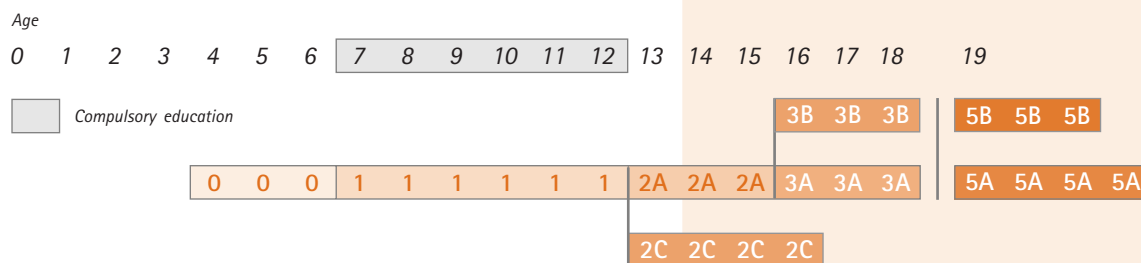 Age
0 1 2 3 4 5 6 7 8 9 10 11 12 13 14 15 16 17 18 19
Compulsory education
3B 3B 3B 5B 5B 5B
0 0 0 1 1 1 1 1 1 2A 2A 2A 3A 3A 3A 5A 5A 5A 5A
2C 2C 2C 2C